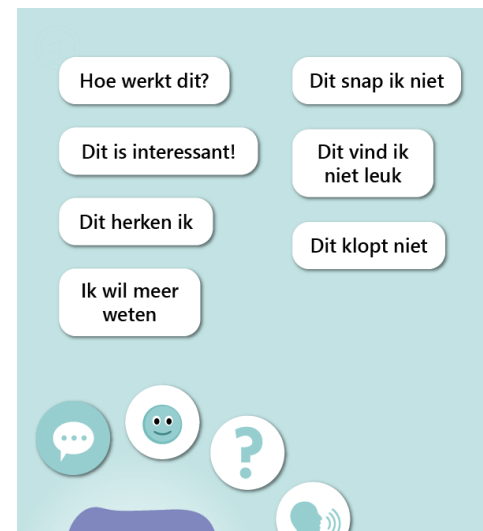 Hoe werkt dit?
Dit is interessant!
Dit herken ik
Ik wil meer
weten
Dit snap ik niet
Dit vind ik
niet leuk
Dit klopt niet
?